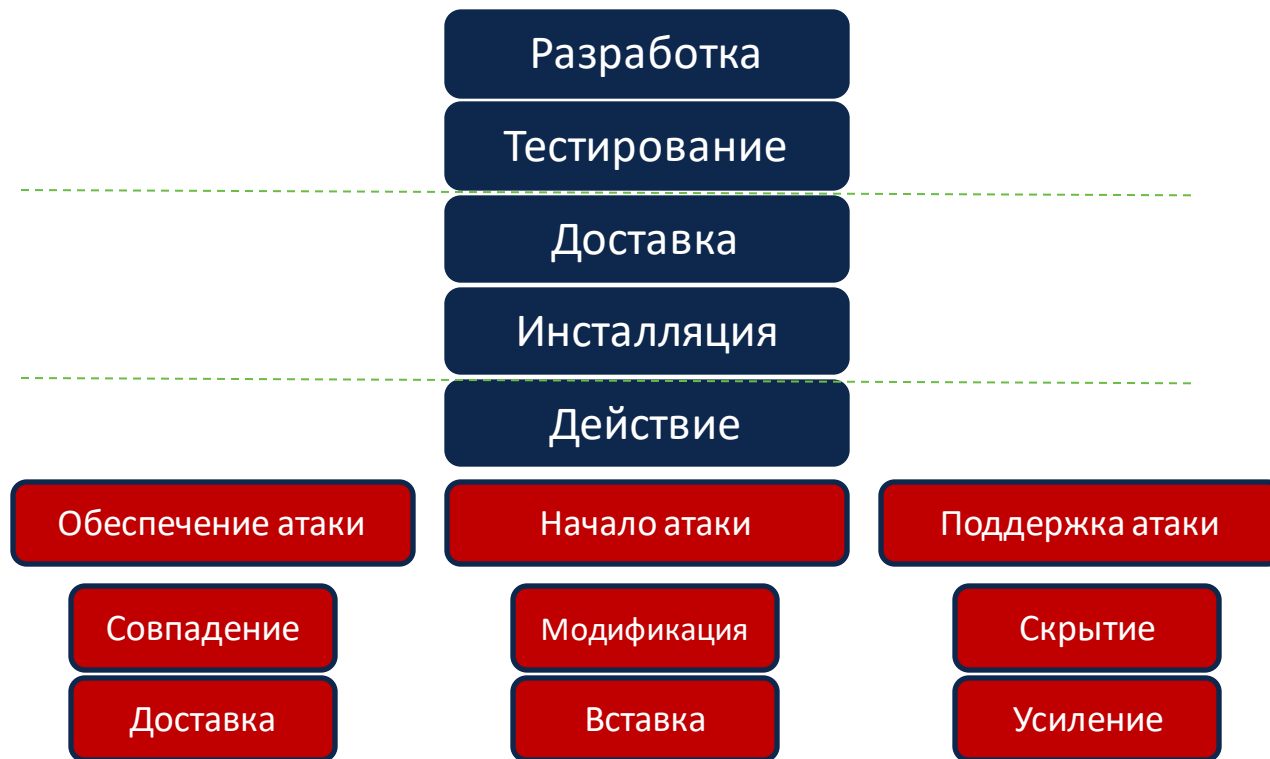 Разработка
Тестирование
Доставка
Инсталляция
Действие
Обеспечение атаки
Начало атаки
Поддержка атаки
Совпадение
Модификация
Скрытие
Доставка
Вставка
Усиление